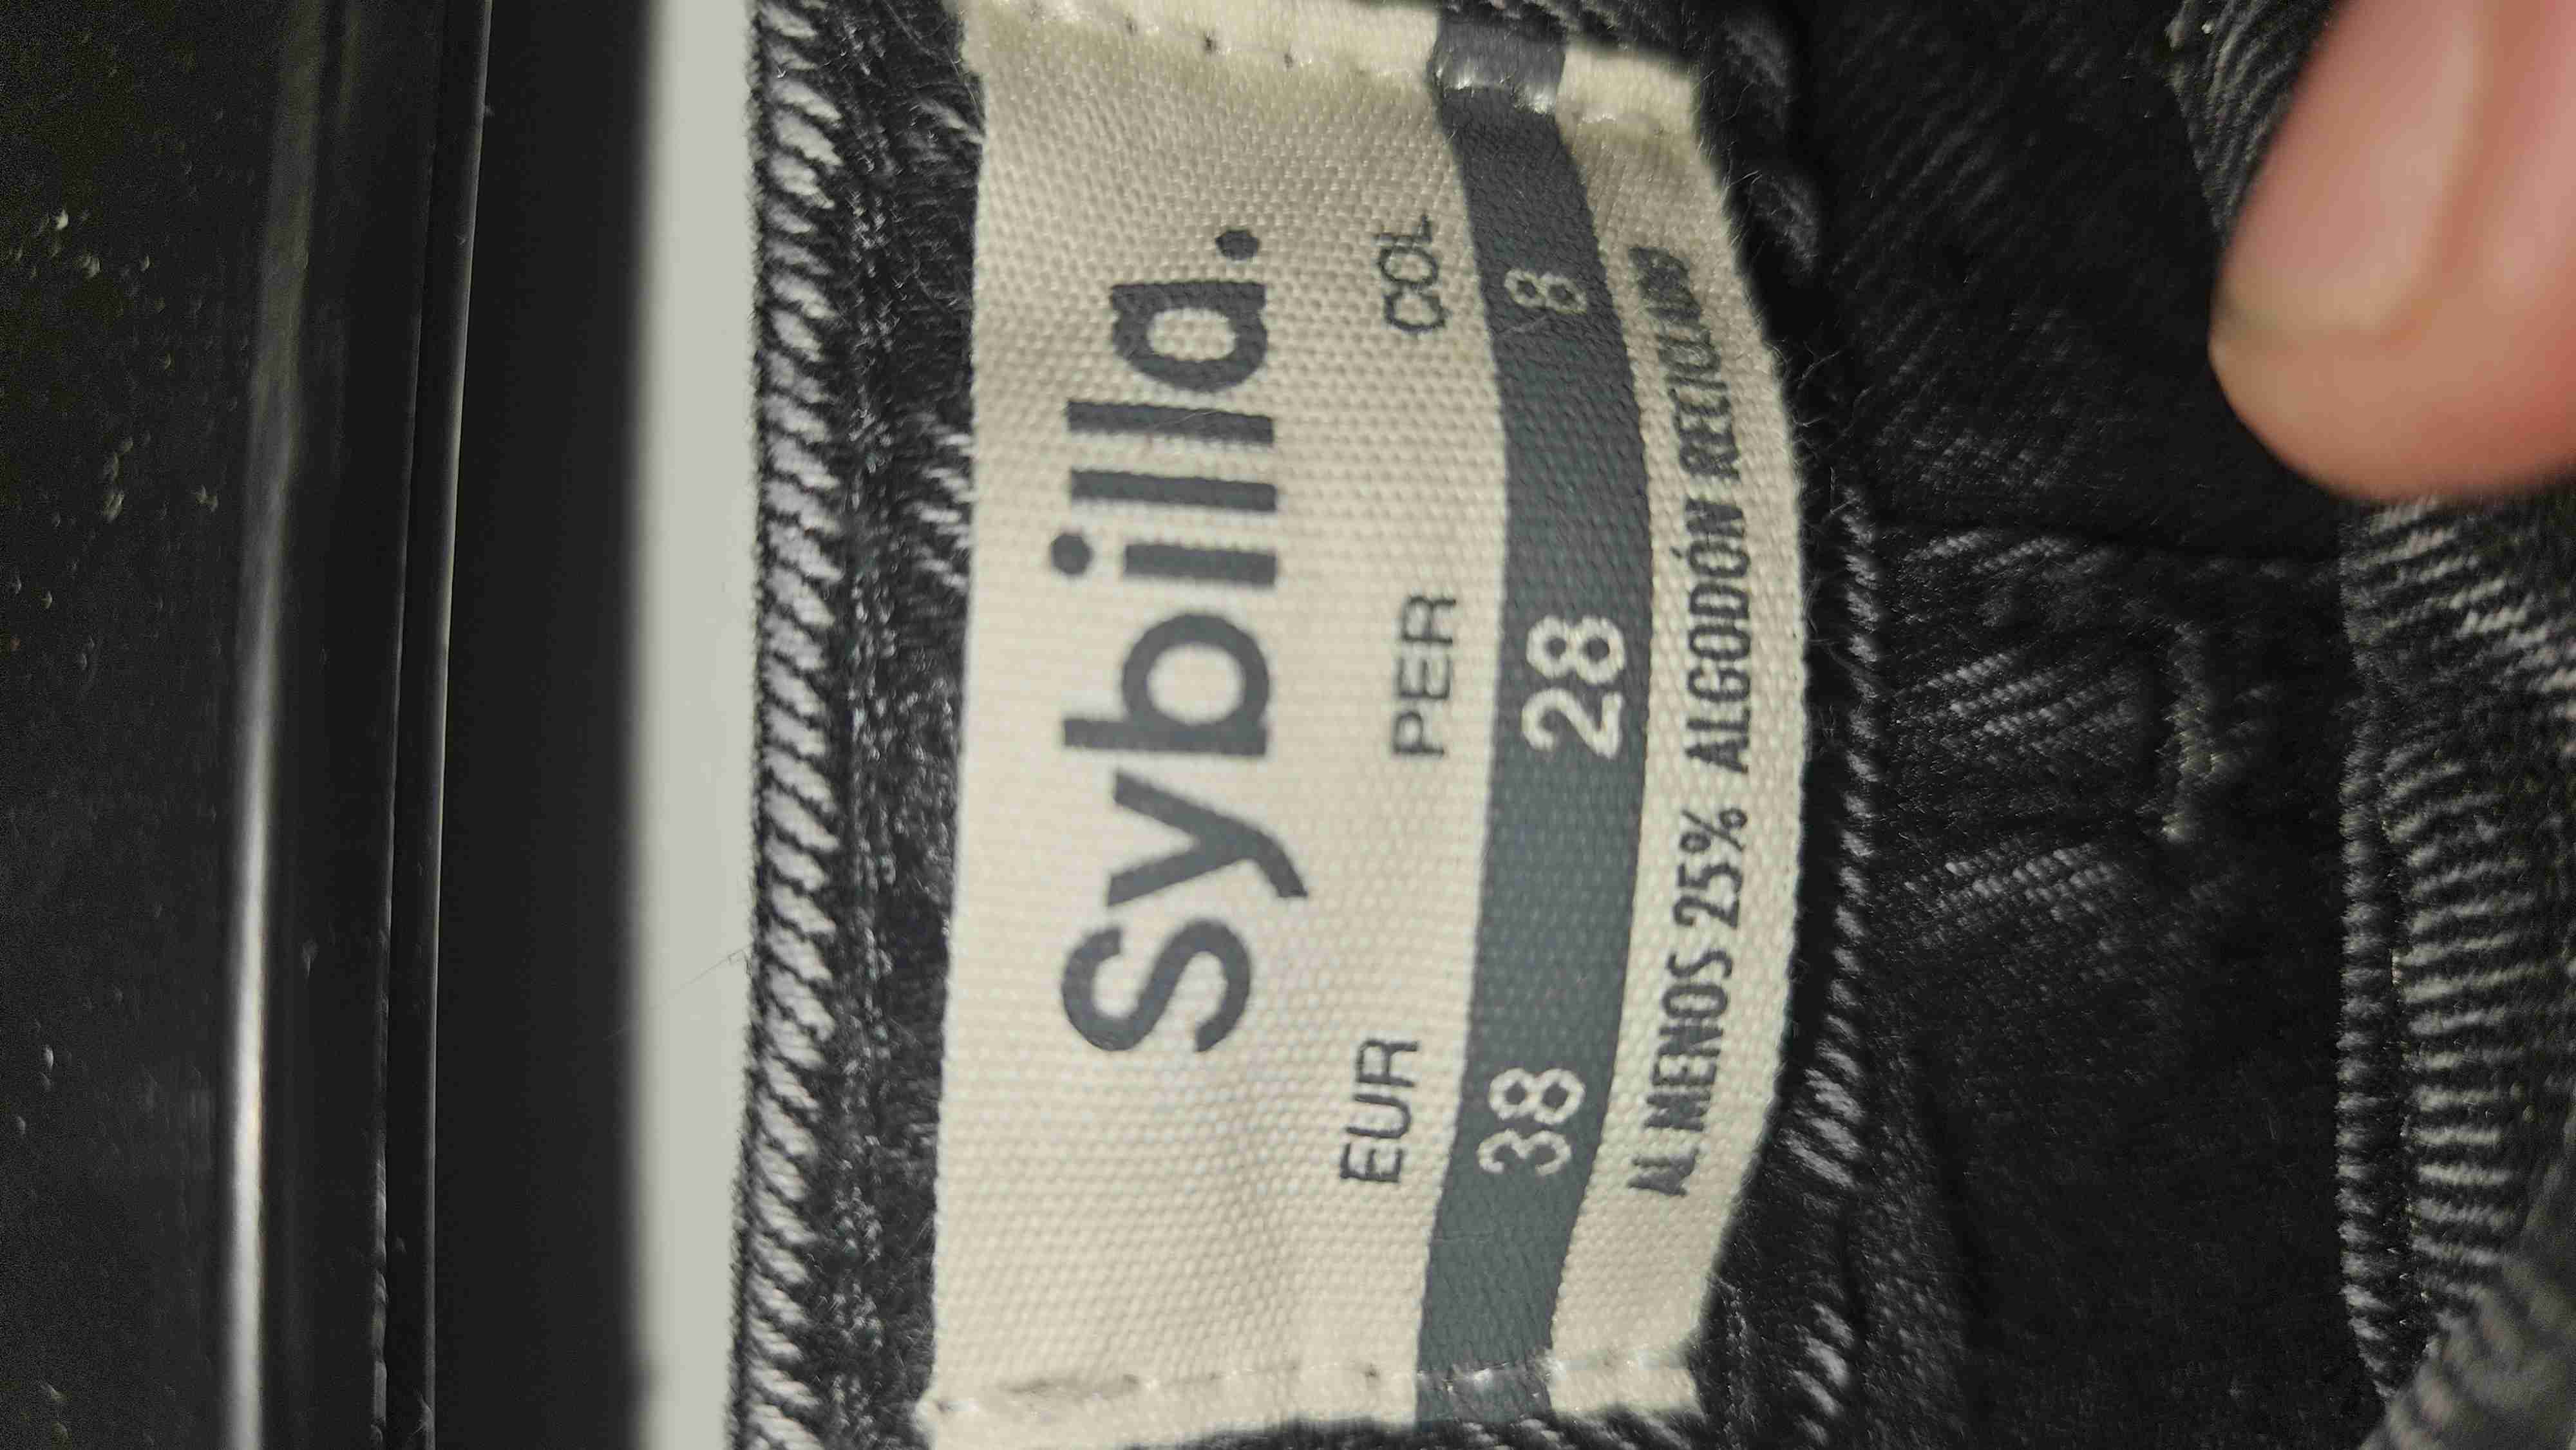 Sybilla.
EUR PER COL
38 28 8
AL MENOS 25% ALGODÓN RECICLADO